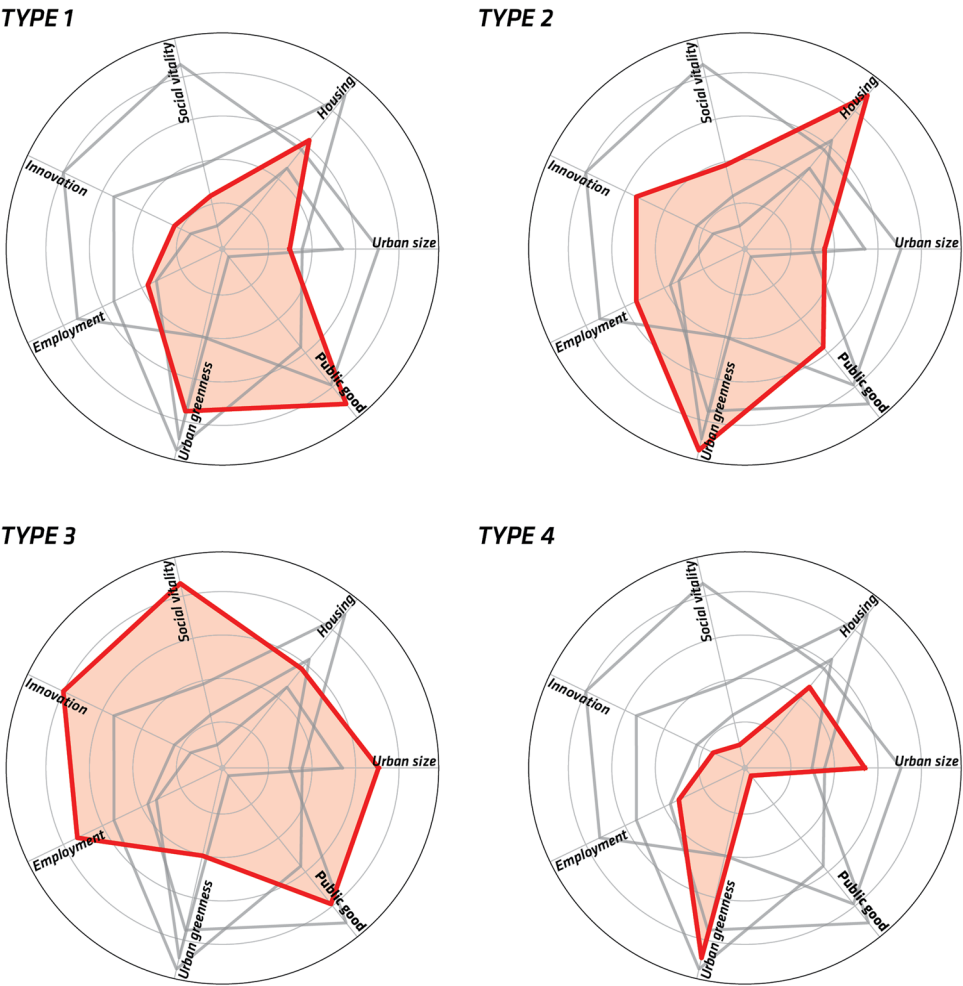 TYPE 1
Social vitality
Housing
Innovation
Urban size
Employment
Urban greenness
Public good
TYPE 2
Social vitality
Housing
Innovation
Urban size
Employment
Urban greenness
Public good
TYPE 3
Social vitality
Housing
Innovation
Urban size
Employment
Urban greenness
Public good
TYPE 4
Social vitality
Housing
Innovation
Urban size
Employment
Urban greenness
Public good